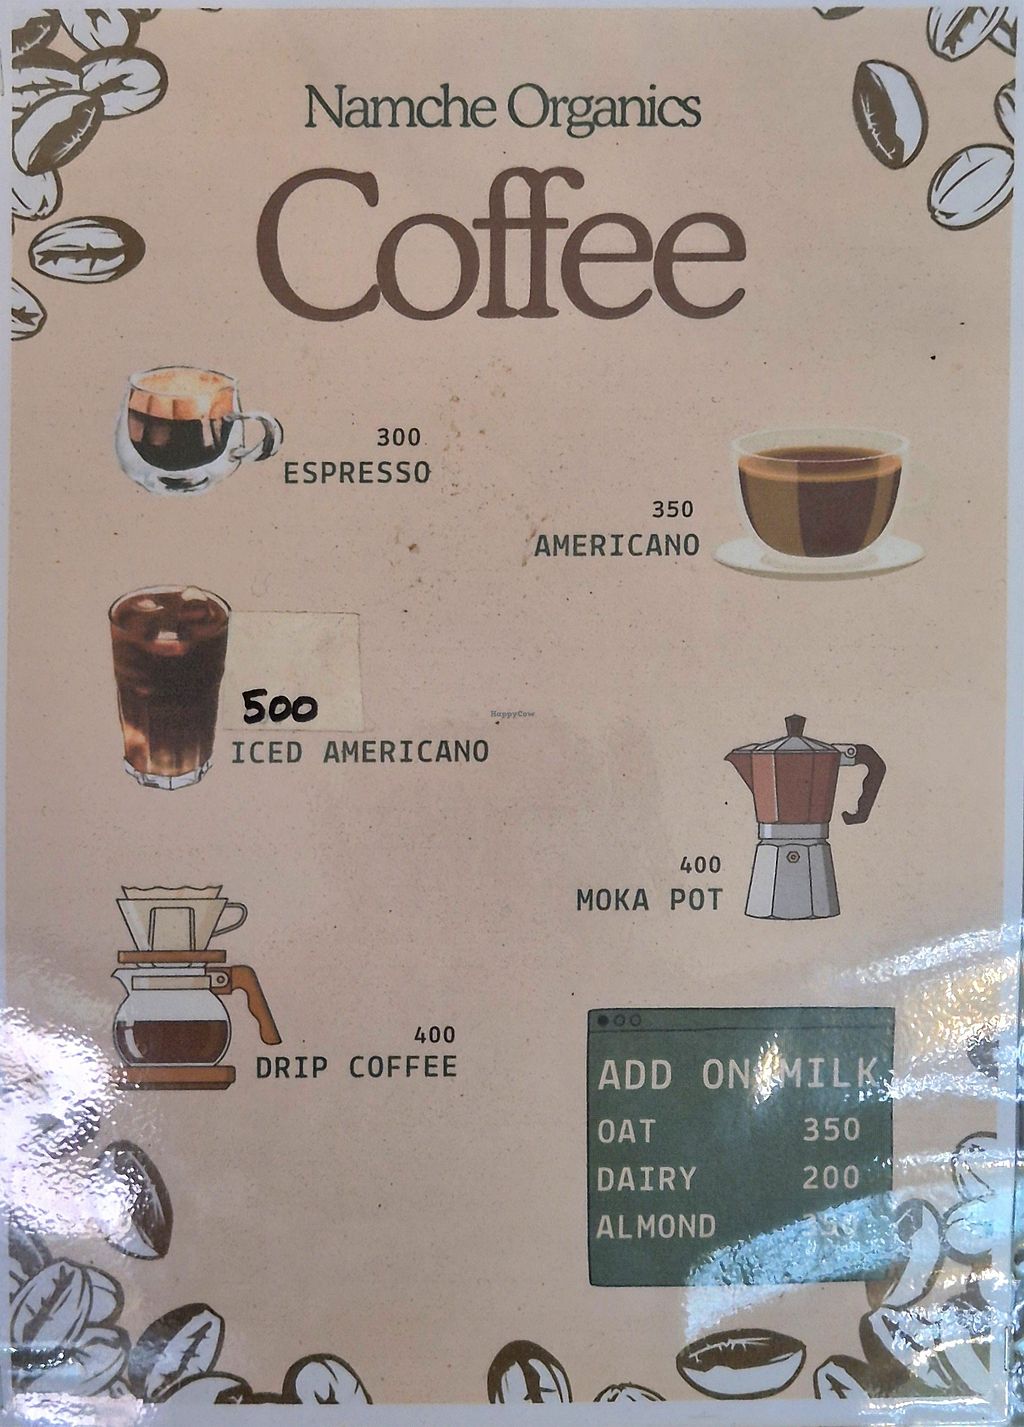 Namche Organics
Coffee
300
ESPRESSO
350
AMERICANO
500
ICED AMERICANO
HappyCow
400
MOKA POT
400
DRIP COFFEE
ADD ON MILK
OAT 350
DAIRY 200
ALMOND